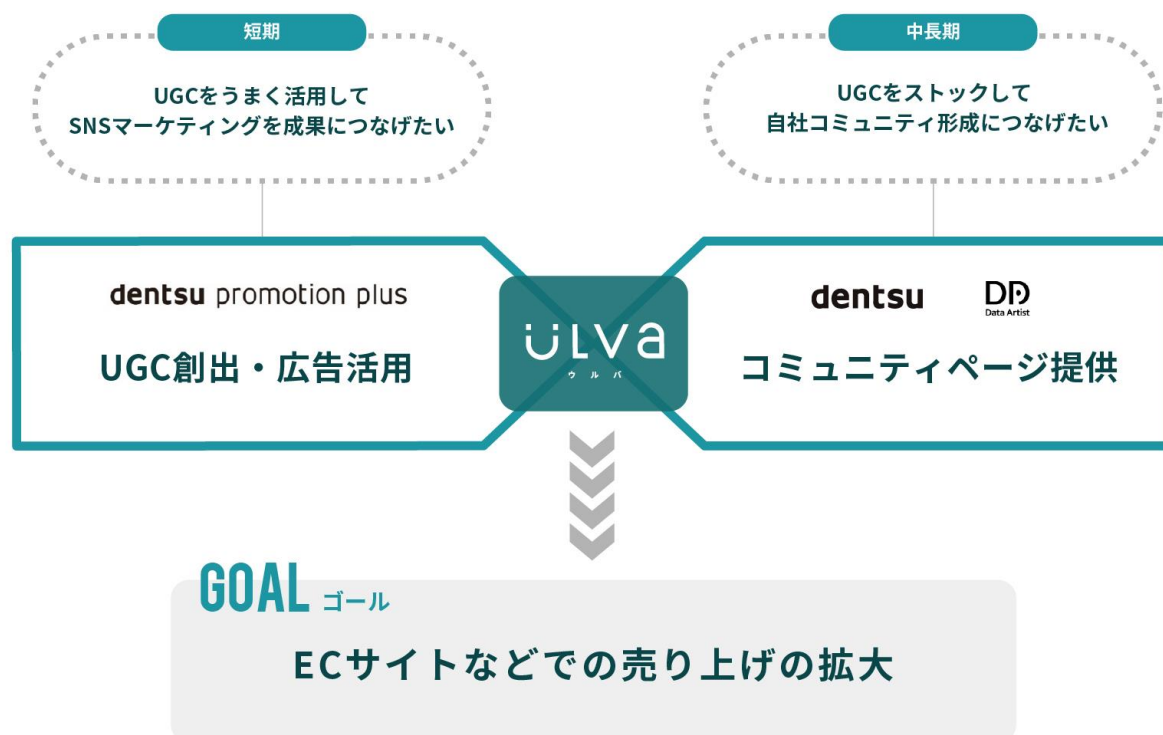 短期
UGCをうまく活用して
SNSマーケティングを成果につなげたい
中長期
UGCをストックして
自社コミュニティ形成につなげたい
dentsu promotion plus
UGC創出・広告活用
ULVa
ウルバ
dentsu
DD
Data Artist
コミュニティページ提供
GOAL ゴール
ECサイトなどでの売り上げの拡大